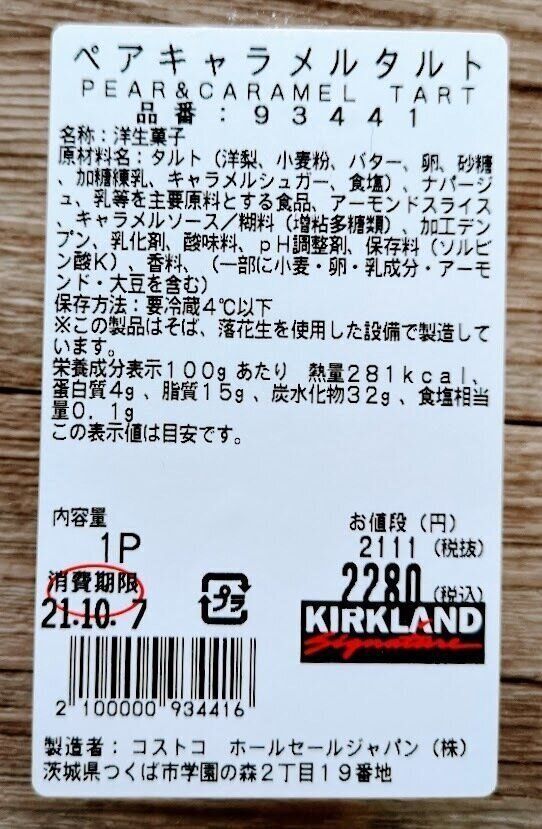 ペアキャラメルタルト
PEAR&CARAMEL TART
品番:93441
名称:洋生菓子
原材料名:タルト(洋梨、小麦粉、バター、卵、砂糖
、加糖練乳、キャラメルシュガー、食塩)、ナパージ
ュ、乳等を主要原料とする食品、アーモンドスライス
、キャラメルソース/糊料(増粘多糖類)、加工デン
プン、乳化剤、酸味料、pH調整剤、保存料(ソルビ
ン酸K)、香料、(一部に小麦・卵・乳成分・アーモ
ンド・大豆を含む)
保存方法:要冷蔵4℃以下
※この製品はそば、落花生を使用した設備で製造して
います。
栄養成分表示100gあたり 熱量281kcal、
蛋白質4g、脂質15g、炭水化物32g、食塩相当
量0.1g
この表示値は目安です。
内容量
1P
お値段(円)
2111(税抜)
2280(税込)
消費期限
21.10.7
プラ
KIRKLAND
Signature
2 100000 934416
製造者:コストコ ホールセールジャパン(株)
茨城県つくば市学園の森2丁目19番地